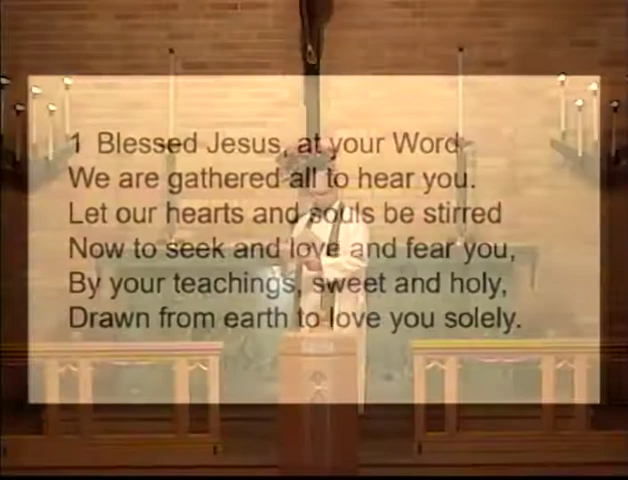 1 Blessed Jesus, at your Word
We are gathered all to hear you.
Let our hearts and souls be stirred
Now to seek and love and fear you,
By your teachings, sweet and holy,
Drawn from earth to love you solely.